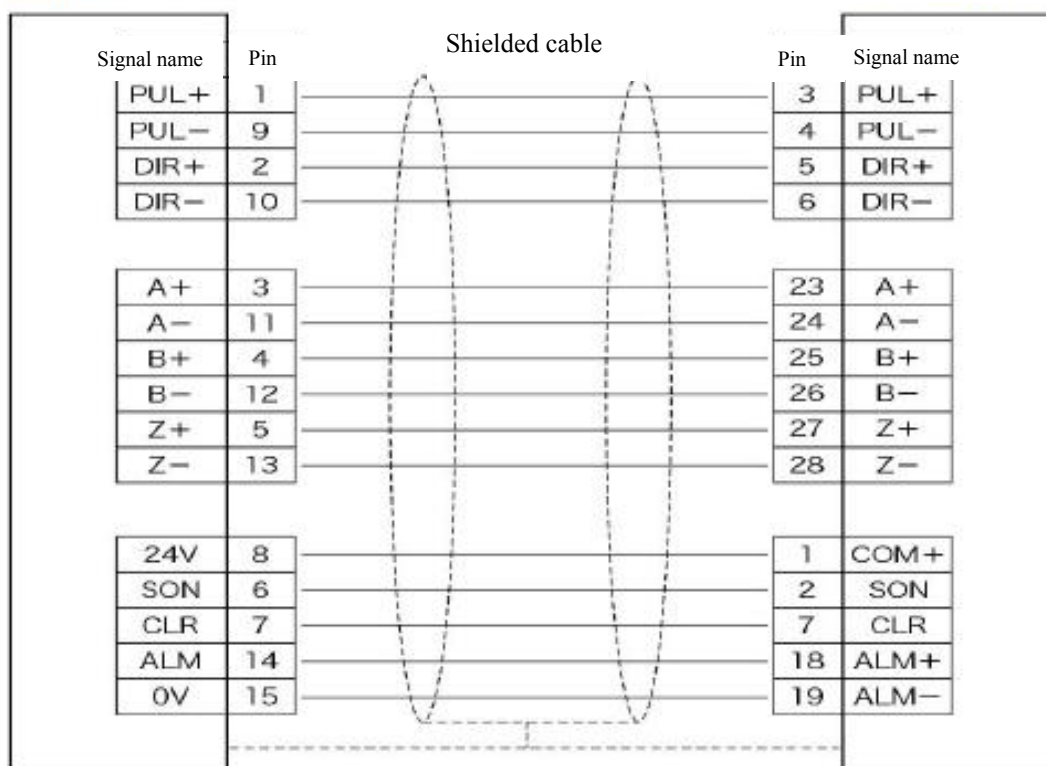 Shielded cable
Signal name Pin Pin Signal name
PUL+ 1 3 PUL+
PUL− 9 4 PUL−
DIR+ 2 5 DIR+
DIR− 10 6 DIR−
A+ 3 23 A+
A− 11 24 A−
B+ 4 25 B+
B− 12 26 B−
Z+ 5 27 Z+
Z− 13 28 Z−
24V 8 1 COM+
SON 6 2 SON
CLR 7 7 CLR
ALM 14 18 ALM+
0V 15 19 ALM−